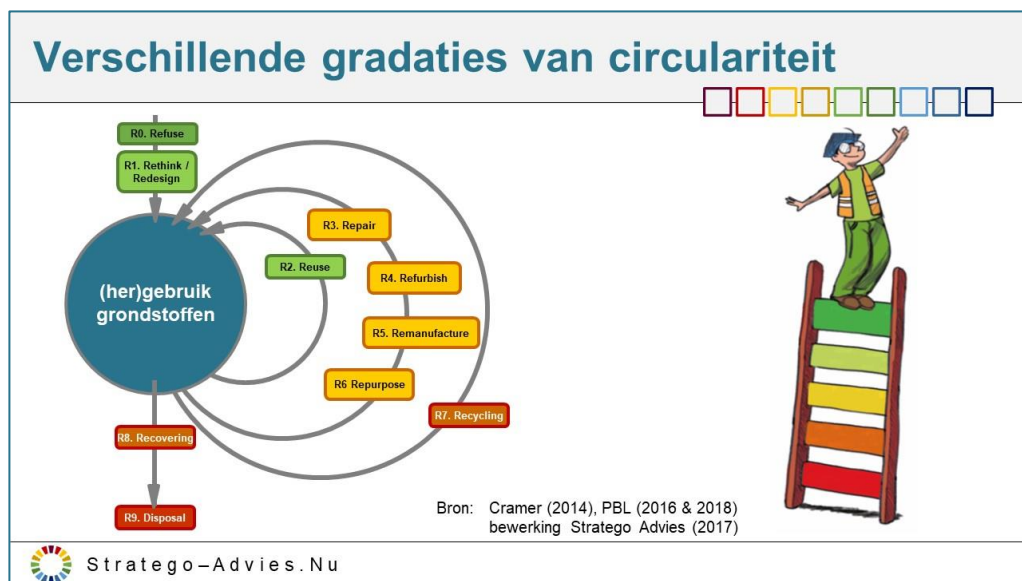 Verschillende gradaties van circulariteit
R0. Refuse
R1. Rethink /
Redesign
(her)gebruik
grondstoffen
R2. Reuse
R3. Repair
R4. Refurbish
R5. Remanufacture
R6 Repurpose
R7. Recycling
R8. Recovering
R9. Disposal
Bron: Cramer (2014), PBL (2016 & 2018)
bewerking Stratego Advies (2017)
Stratego–Advies.Nu